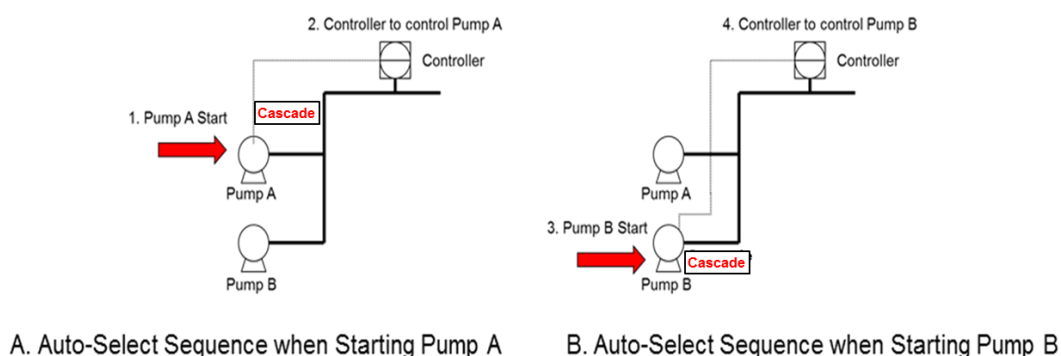 2. Controller to control Pump A
Controller
Cascade
1. Pump A Start
Pump A
Pump B
A. Auto-Select Sequence when Starting Pump A
4. Controller to control Pump B
Controller
Pump A
3. Pump B Start
Cascade
Pump B
B. Auto-Select Sequence when Starting Pump B